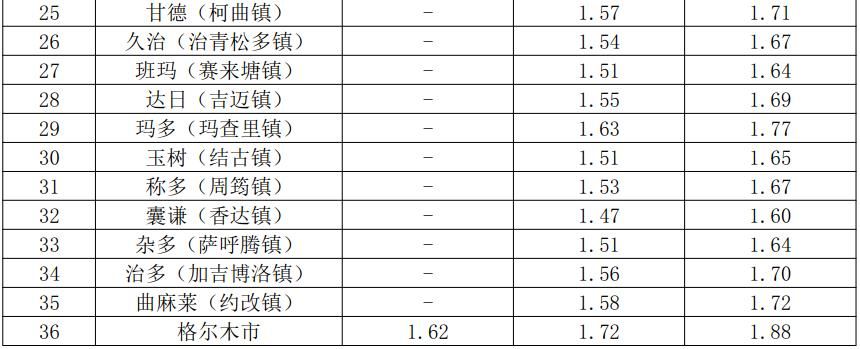 25 甘德（柯曲镇） － 1.57 1.71
26 久治（治青松多镇） － 1.54 1.67
27 班玛（赛来塘镇） － 1.51 1.64
28 达日（吉迈镇） － 1.55 1.69
29 玛多（玛查里镇） － 1.63 1.77
30 玉树（结古镇） － 1.51 1.65
31 称多（周筠镇） － 1.53 1.67
32 囊谦（香达镇） － 1.47 1.60
33 杂多（萨呼腾镇） － 1.51 1.64
34 治多（加吉博洛镇） － 1.56 1.70
35 曲麻莱（约改镇） － 1.58 1.72
36 格尔木市 1.62 1.72 1.88